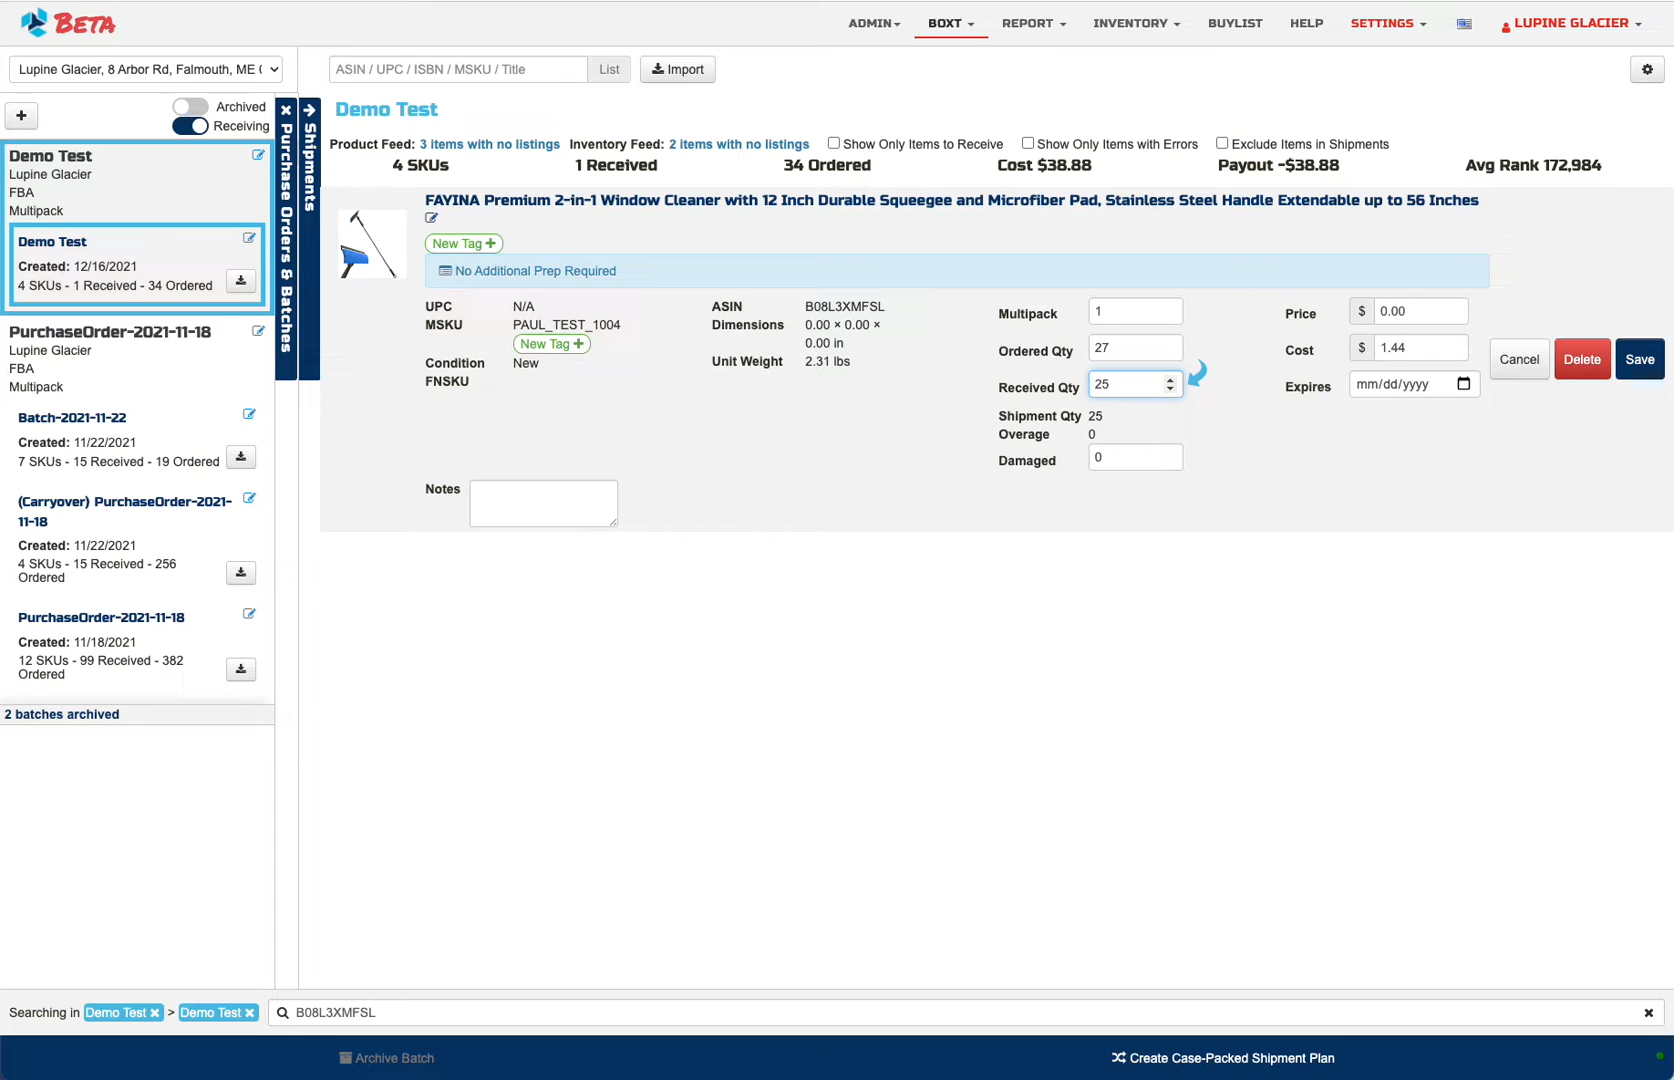 BETA
ADMIN
BOXT
REPORT
INVENTORY
BUYLIST
HELP
SETTINGS
LUPINE GLACIER
Lupine Glacier, 8 Arbor Rd, Falmouth, ME (
ASIN / UPC / ISBN / MSKU / Title
List
Import
+
Archived
Receiving
Demo Test
Lupine Glacier
FBA
Multipack
Demo Test
Created: 12/16/2021
4 SKUs - 1 Received - 34 Ordered
PurchaseOrder-2021-11-18
Lupine Glacier
FBA
Multipack
Batch-2021-11-22
Created: 11/22/2021
7 SKUs - 15 Received - 19 Ordered
(Carryover) PurchaseOrder-2021-
11-18
Created: 11/22/2021
4 SKUs - 15 Received - 256
Ordered
PurchaseOrder-2021-11-18
Created: 11/18/2021
12 SKUs - 99 Received - 382
Ordered
2 batches archived
Purchase Orders & Batches
Shipments
Demo Test
Product Feed: 3 items with no listings Inventory Feed: 2 items with no listings Show Only Items to Receive Show Only Items with Errors Exclude Items in Shipments
4 SKUs 1 Received 34 Ordered Cost $38.88 Payout -$38.88 Avg Rank 172,984
FAYINA Premium 2-in-1 Window Cleaner with 12 Inch Durable Squeegee and Microfiber Pad, Stainless Steel Handle Extendable up to 56 Inches
New Tag +
No Additional Prep Required
UPC N/A
MSKU PAUL_TEST_1004
New Tag +
Condition New
FNSKU
ASIN B08L3XMFSL
Dimensions 0.00 × 0.00 ×
0.00 in
Unit Weight 2.31 lbs
Multipack 1
Ordered Qty 27
Received Qty 25
Shipment Qty 25
Overage 0
Damaged 0
Price $ 0.00
Cost $ 1.44
Expires mm/dd/yyyy
Cancel
Delete
Save
Notes
Searching in Demo Test × > Demo Test ×
B08L3XMFSL
Archive Batch
Create Case-Packed Shipment Plan